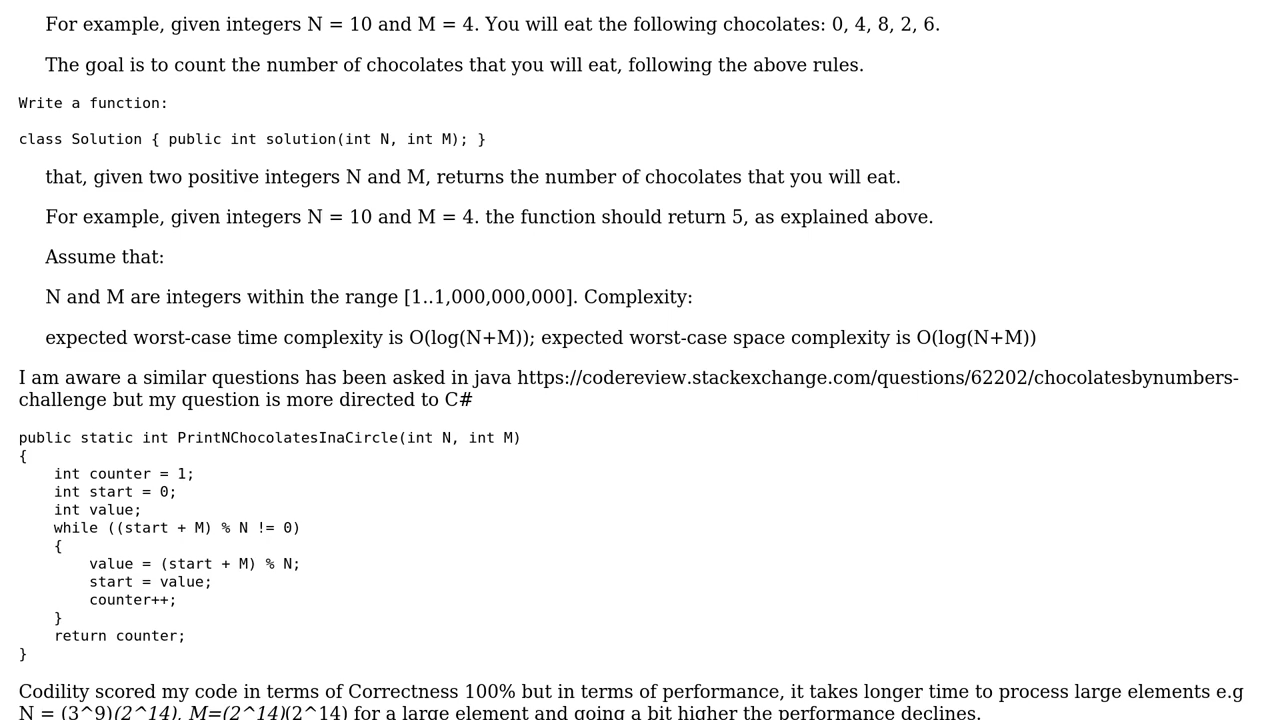 For example, given integers N = 10 and M = 4. You will eat the following chocolates: 0, 4, 8, 2, 6.
The goal is to count the number of chocolates that you will eat, following the above rules.
Write a function:
class Solution { public int solution(int N, int M); }
that, given two positive integers N and M, returns the number of chocolates that you will eat.
For example, given integers N = 10 and M = 4. the function should return 5, as explained above.
Assume that:
N and M are integers within the range [1..1,000,000,000]. Complexity:
expected worst-case time complexity is O(log(N+M)); expected worst-case space complexity is O(log(N+M))
I am aware a similar questions has been asked in java https://codereview.stackexchange.com/questions/62202/chocolatesbynumbers-
challenge but my question is more directed to C#
public static int PrintNChocolatesInaCircle(int N, int M)
{
    int counter = 1;
    int start = 0;
    int value;
    while ((start + M) % N != 0)
    {
        value = (start + M) % N;
        start = value;
        counter++;
    }
    return counter;
}
Codility scored my code in terms of Correctness 100% but in terms of performance, it takes longer time to process large elements e.g
N = (3^9)(2^14), M=(2^14)(2^14) for a large element and going a bit higher the performance declines.